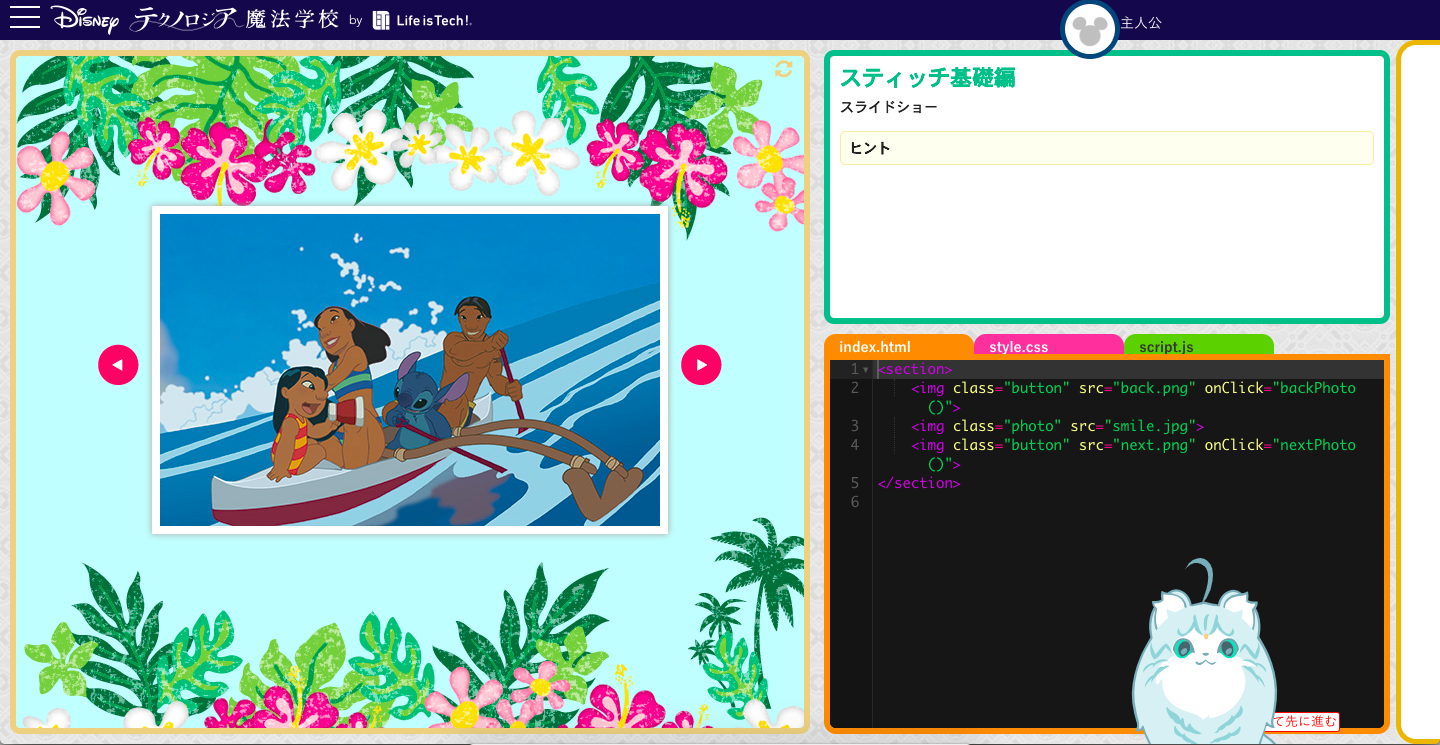 Disney テクノロジア魔法学校 by Life is Tech!
主人公
スティッチ基礎編
スライドショー
ヒント
index.html style.css script.js
1 <section>
2 <img class="button" src="back.png" onClick="backPhoto
()">
3 <img class="photo" src="smile.jpg">
4 <img class="button" src="next.png" onClick="nextPhoto
()">
5 </section>
6
て先に進む